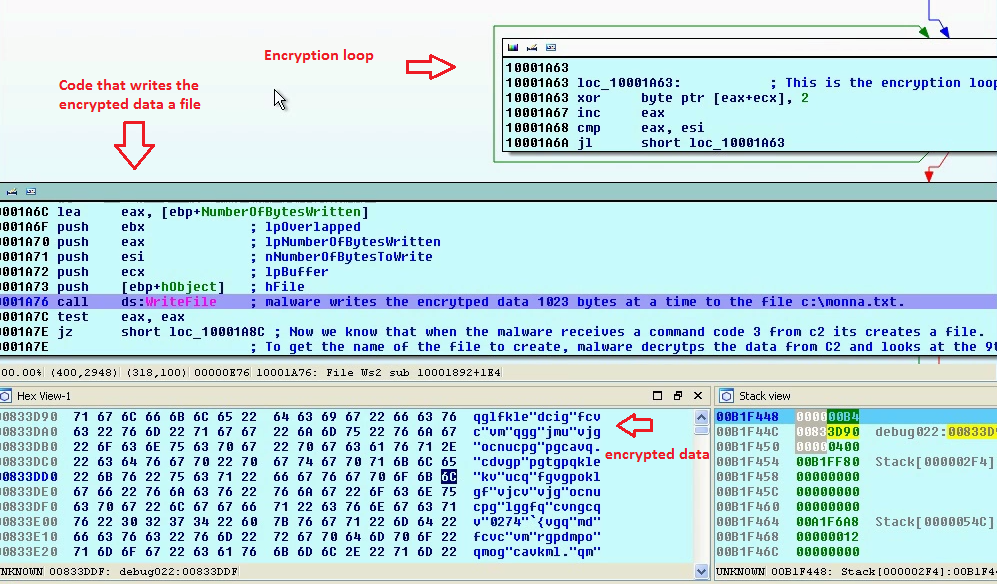 Encryption loop
Code that writes the
encrypted data a file
10001A63
10001A63 loc_10001A63: ; This is the encryption loop
10001A63 xor byte ptr [eax+ecx], 2
10001A67 inc eax
10001A68 cmp eax, esi
10001A6A jl short loc_10001A63
0001A6C lea eax, [ebp+NumberOfBytesWritten]
0001A6F push ebx ; lpOverlapped
0001A70 push eax ; lpNumberOfBytesWritten
0001A71 push esi ; nNumberOfBytesToWrite
0001A72 push ecx ; lpBuffer
0001A73 push [ebp+hObject] ; hFile
0001A76 call ds:WriteFile ; malware writes the encrytped data 1023 bytes at a time to the file c:\monna.txt.
0001A7C test eax, eax
0001A7E jz short loc_10001A8C ; Now we know that when the malware receives a command code 3 from c2 its creates a file.
0001A7E ; To get the name of the file to create, malware decrytps the data from C2 and looks at the 9t
00.00% (400,2948) (318,100) 00000E76 10001A76: File Ws2 sub 10001892+1E4
Hex View-1
00833D90 71 67 6C 66 6B 6C 65 22 64 63 69 67 22 66 63 76 qglfkle"dcig"fcv
00833DA0 63 22 76 6D 22 71 67 67 22 6A 6D 75 22 76 6A 67 c"vm"qgg"jmu"vjg
00833DB0 22 6F 63 6E 75 63 70 67 22 70 67 63 61 76 71 2E "ocnucpg"pgcavq.
00833DC0 22 63 64 76 67 70 22 70 67 74 67 70 71 6B 6C 65 "cdvgp"pgtgpqkle
00833DD0 22 6B 76 22 75 63 71 22 66 67 76 67 70 6F 6B 6C "kv"ucq"fgvgpokl
00833DE0 67 66 22 76 6A 63 76 22 76 6A 67 22 6F 63 6E 75 gf"vjcv"vjg"ocnu
00833DF0 63 70 67 22 6C 67 67 66 71 22 63 76 6E 67 63 71 cpg"lggfq"cvngcq
00833E00 76 22 30 32 37 34 22 60 7B 76 67 71 22 6D 64 22 v"0274"`{vgq"md"
00833E10 66 63 76 63 22 76 6D 22 72 67 70 64 6D 70 6F 22 fcvc"vm"rgpdmpo"
00833E20 71 6D 6F 67 22 63 61 76 6B 6D 6C 2E 22 71 6D 22 qmog"cavkml."qm"
encrypted data
UNKNOWN 00833DDF: debug022:00833DDF
Stack view
00B1F448 000000B4
00B1F44C 00833D90 debug022:00833D9
00B1F450 00000400
00B1F454 00B1FF80 Stack[000002F4]
00B1F458 00000000
00B1F45C 00000000
00B1F460 00000000
00B1F464 00A1F6A8 Stack[0000054C]
00B1F468 00000012
00B1F46C 00000000
UNKNOWN 00B1F448: Stack[000002F4]:00B1F4